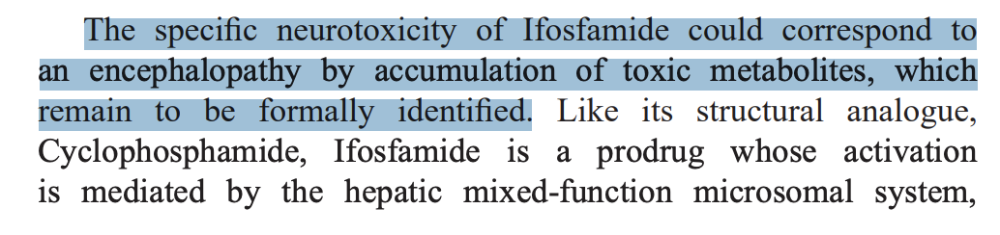 The specific neurotoxicity of Ifosfamide could correspond to
an encephalopathy by accumulation of toxic metabolites, which
remain to be formally identified. Like its structural analogue,
Cyclophosphamide, Ifosfamide is a prodrug whose activation
is mediated by the hepatic mixed-function microsomal system,